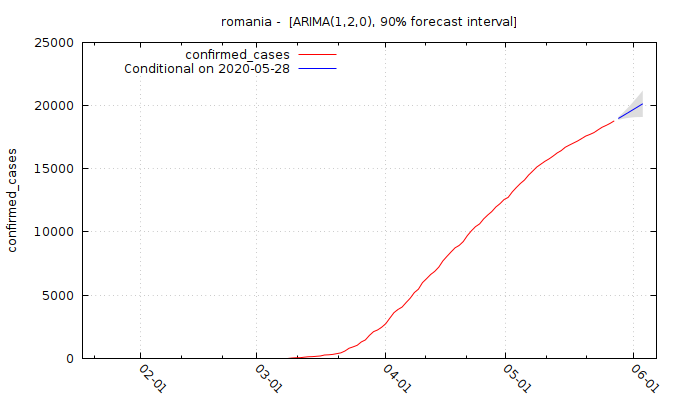 romania -  [ARIMA(1,2,0), 90% forecast interval]
confirmed_cases
Conditional on 2020-05-28
confirmed_cases
25000
20000
15000
10000
5000
0
02-01
03-01
04-01
05-01
06-01